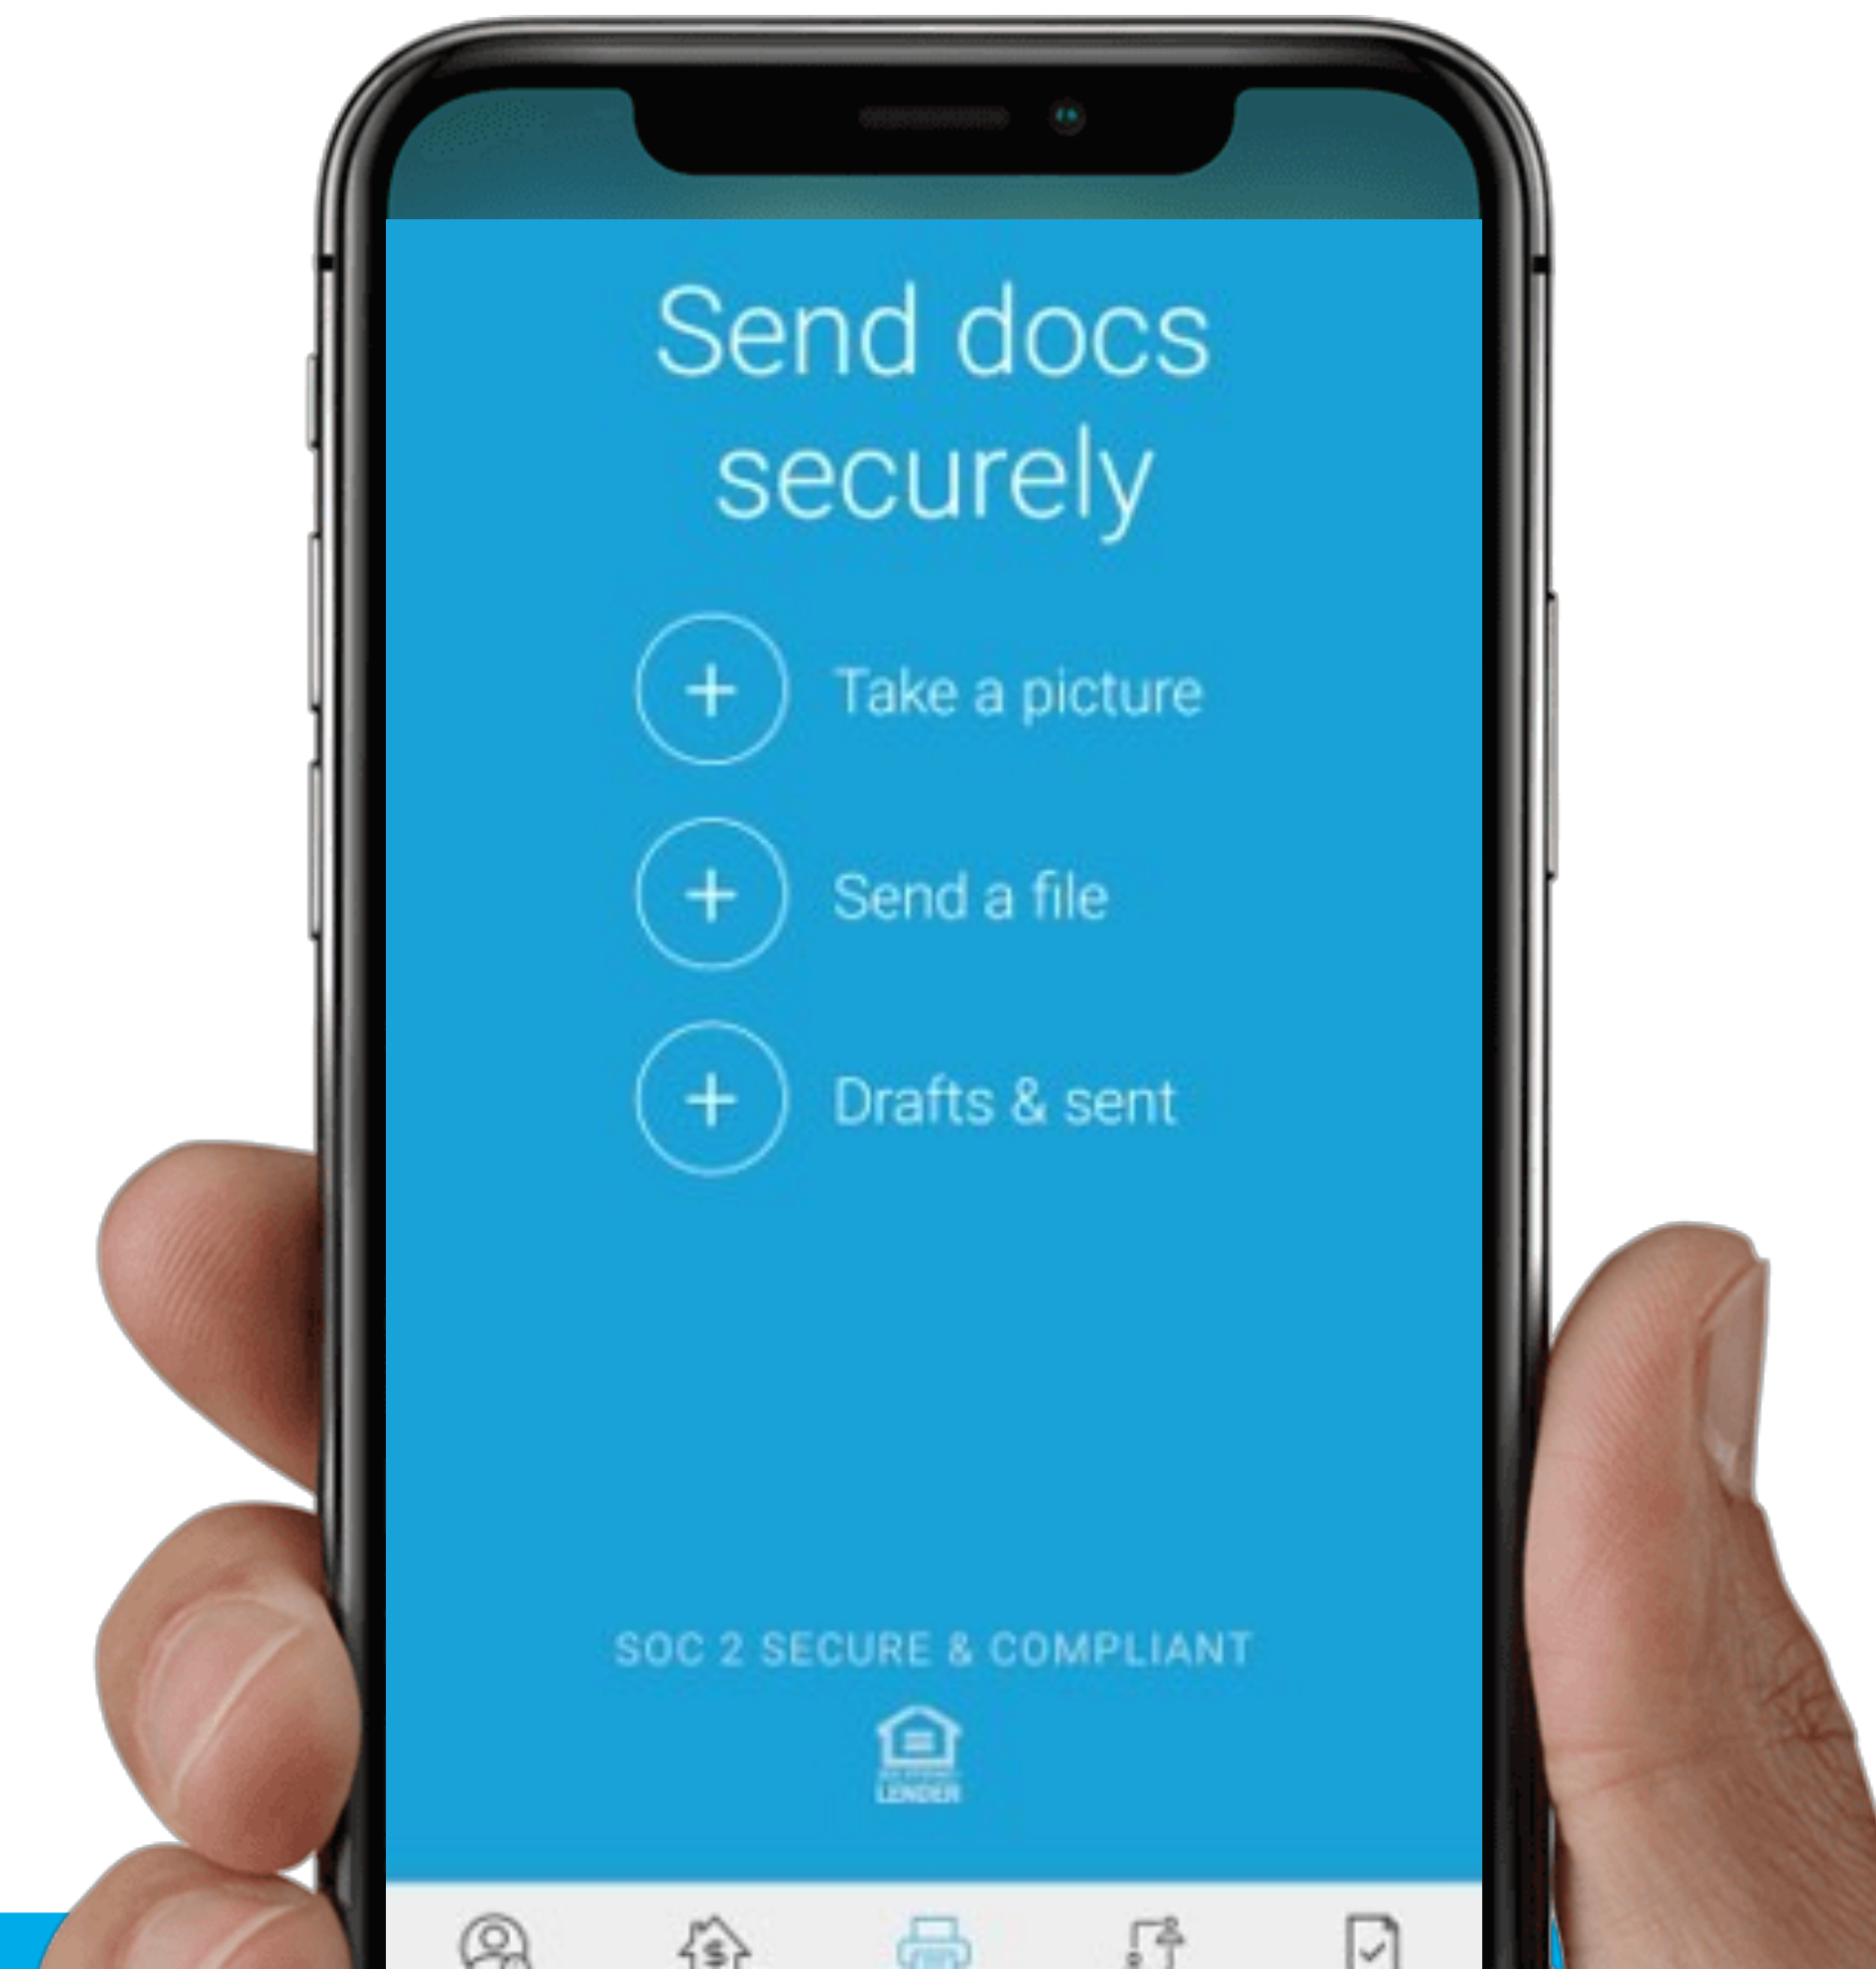 Send docs
securely
Take a picture
Send a file
Drafts & sent
SOC 2 SECURE & COMPLIANT
LENDER